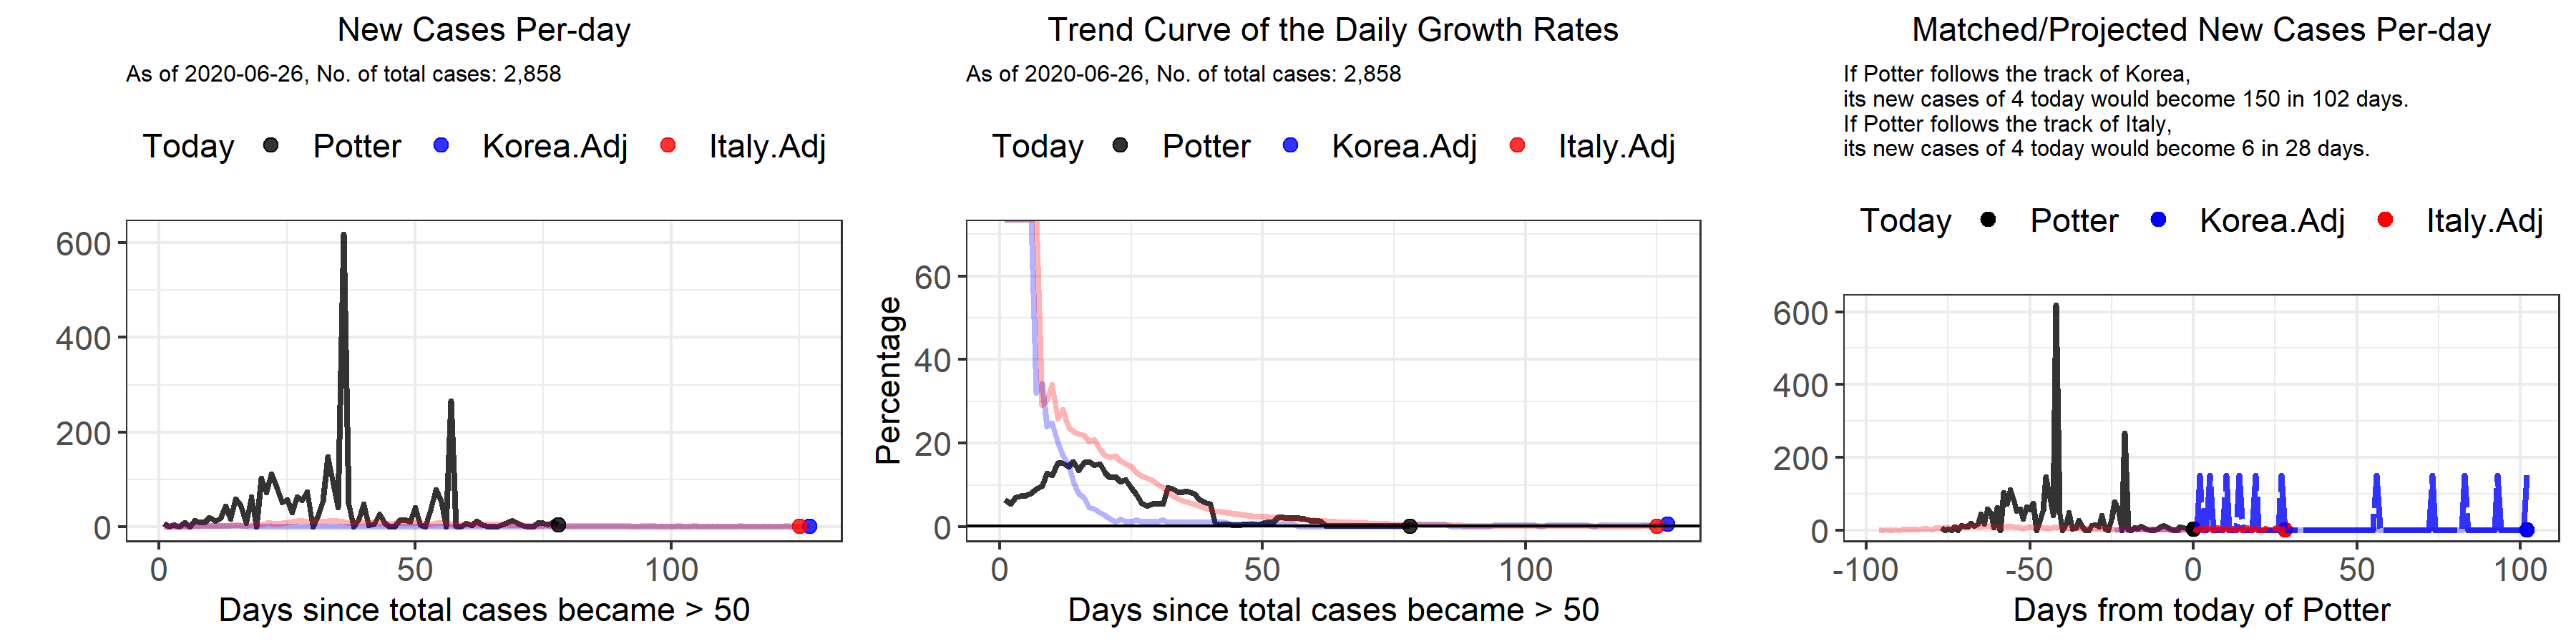 New Cases Per-day
As of 2020-06-26, No. of total cases: 2,858
Today Potter Korea.Adj Italy.Adj
600
400
200
0
0 50 100
Days since total cases became > 50
Trend Curve of the Daily Growth Rates
As of 2020-06-26, No. of total cases: 2,858
Today Potter Korea.Adj Italy.Adj
Percentage
60
40
20
0
0 50 100
Days since total cases became > 50
Matched/Projected New Cases Per-day
If Potter follows the track of Korea,
its new cases of 4 today would become 150 in 102 days.
If Potter follows the track of Italy,
its new cases of 4 today would become 6 in 28 days.
Today Potter Korea.Adj Italy.Adj
600
400
200
0
-100 -50 0 50 100
Days from today of Potter